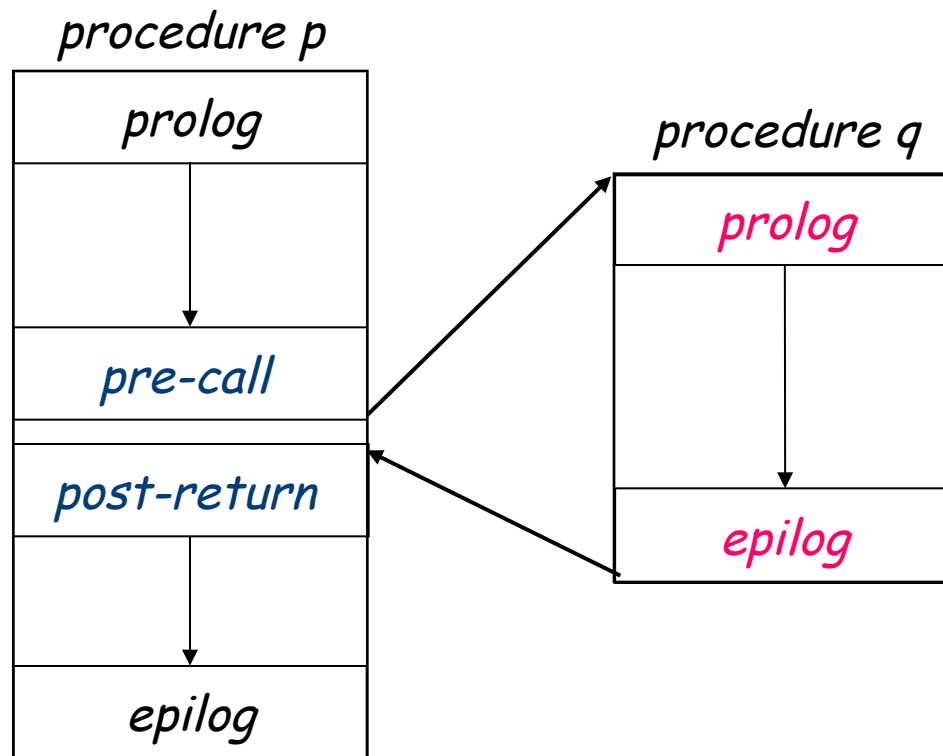 procedure p
prolog
pre-call
post-return
epilog
procedure q
prolog
epilog